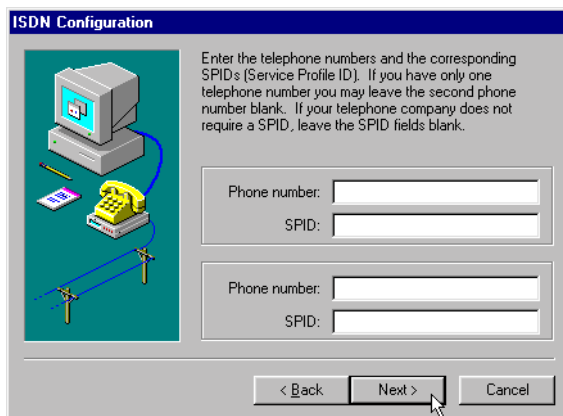 ISDN Configuration
Enter the telephone numbers and the corresponding
SPIDs (Service Profile ID). If you have only one
telephone number you may leave the second phone
number blank. If your telephone company does not
require a SPID, leave the SPID fields blank.
Phone number:
SPID:
Phone number:
SPID:
< Back Next > Cancel